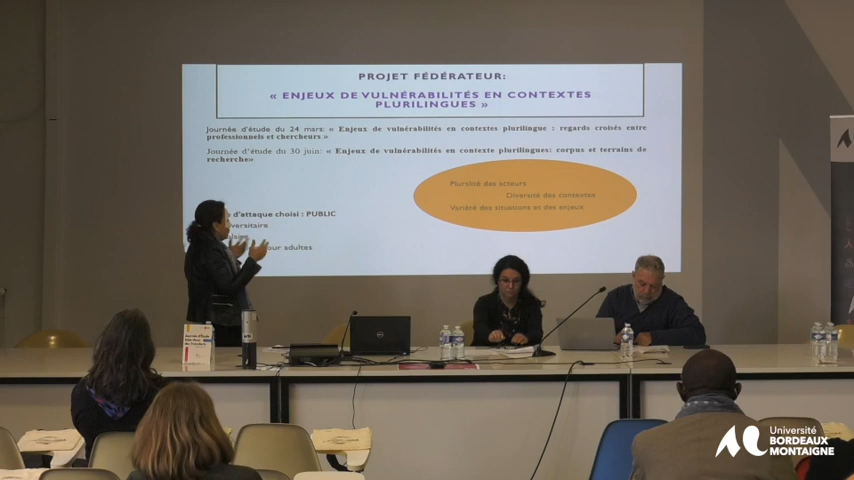 PROJET FÉDÉRATEUR:
« ENJEUX DE VULNÉRABILITÉS EN CONTEXTES
PLURILINGUES »
Journée d'étude du 24 mars: « Enjeux de vulnérabilités en contextes plurilingue : regards croisés entre
professionnels et chercheurs »
Journée d'étude du 30 juin: « Enjeux de vulnérabilités en contexte plurilingues: corpus et terrains de
recherche»
Pluralité des acteurs
Diversité des contextes
Variété des situations et des enjeux
d'attaque choisi : PUBLIC
pour adultes
DELL
Université
BORDEAUX
MONTAIGNE